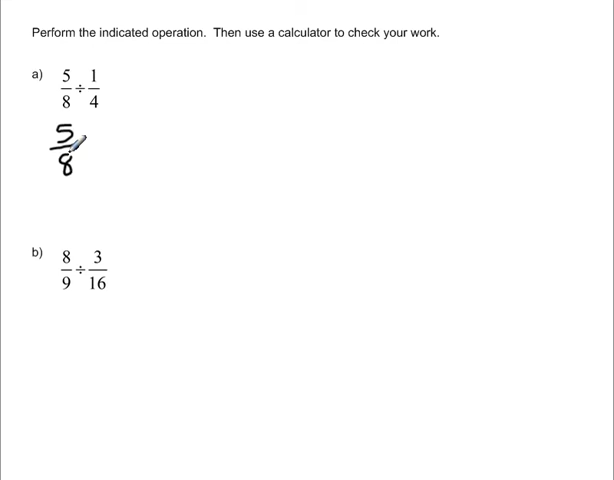 Perform the indicated operation. Then use a calculator to check your work.
a) 5/8 ÷ 1/4
5/8
b) 8/9 ÷ 3/16